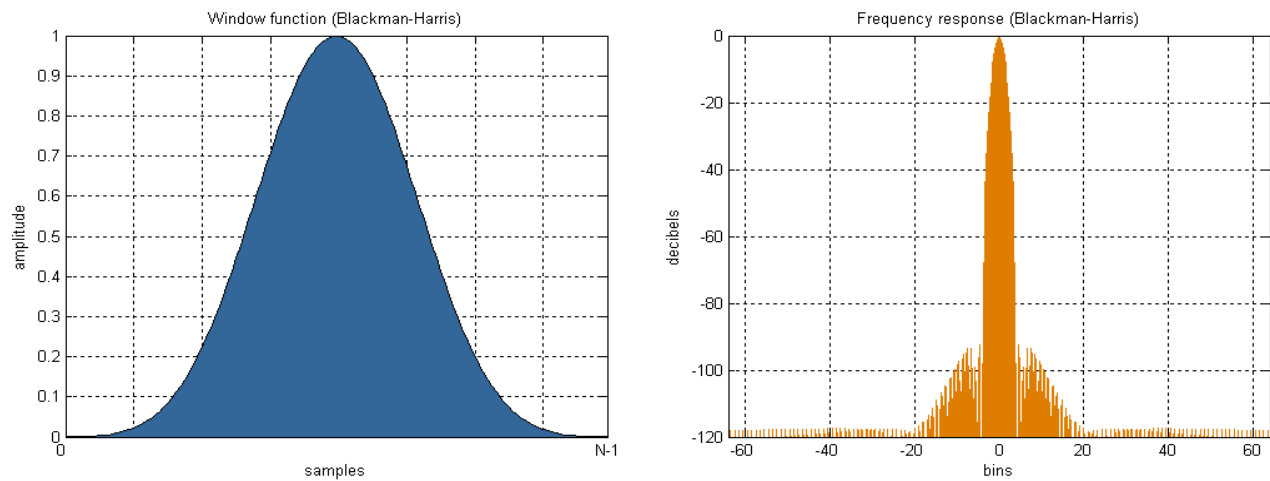 Window function (Blackman-Harris)
1
0.9
0.8
0.7
0.6
0.5
0.4
0.3
0.2
0.1
0
amplitude
0 N-1
samples
Frequency response (Blackman-Harris)
0
-20
-40
-60
-80
-100
-120
decibels
-60 -40 -20 0 20 40 60
bins